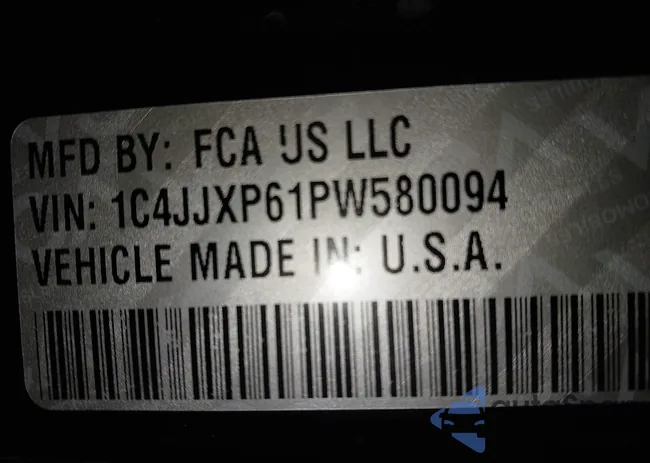 MFD BY: FCA US LLC
VIN: 1C4JJXP61PW580094
VEHICLE MADE IN: U.S.A.